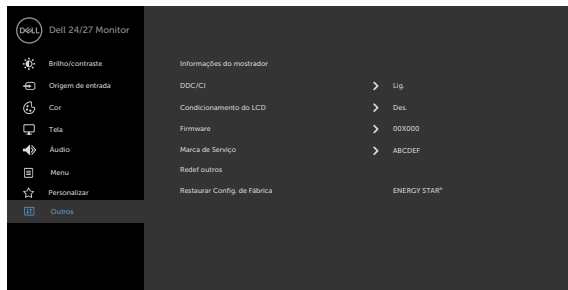 DELL Dell 24/27 Monitor
Brilho/contraste
Origem de entrada
Cor
Tela
Áudio
Menu
Personalizar
Outros
Informações do mostrador
DDC/CI Lig.
Condicionamento do LCD Des.
Firmware 00X000
Marca de Serviço ABCDEF
Redef outros
Restaurar Config. de Fábrica ENERGY STAR®